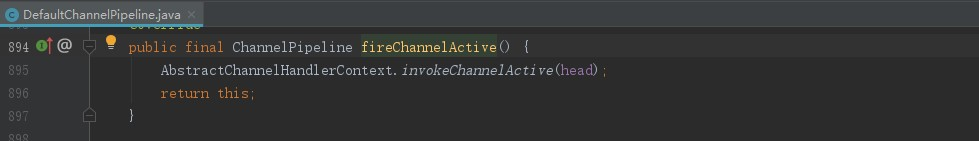 DefaultChannelPipeline.java
894 public final ChannelPipeline fireChannelActive() {
895 AbstractChannelHandlerContext.invokeChannelActive(head);
896 return this;
897 }
898